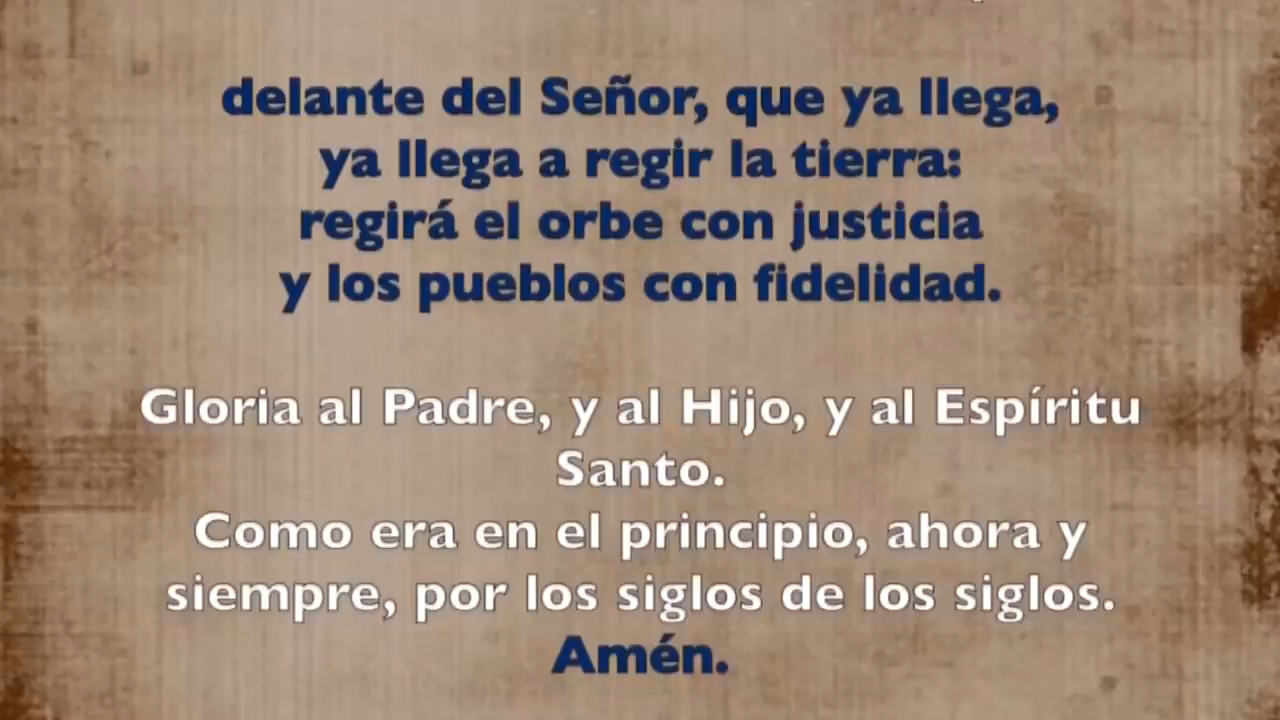 delante del Señor, que ya llega,
ya llega a regir la tierra:
regirá el orbe con justicia
y los pueblos con fidelidad.
Gloria al Padre, y al Hijo, y al Espíritu
Santo.
Como era en el principio, ahora y
siempre, por los siglos de los siglos.
Amén.